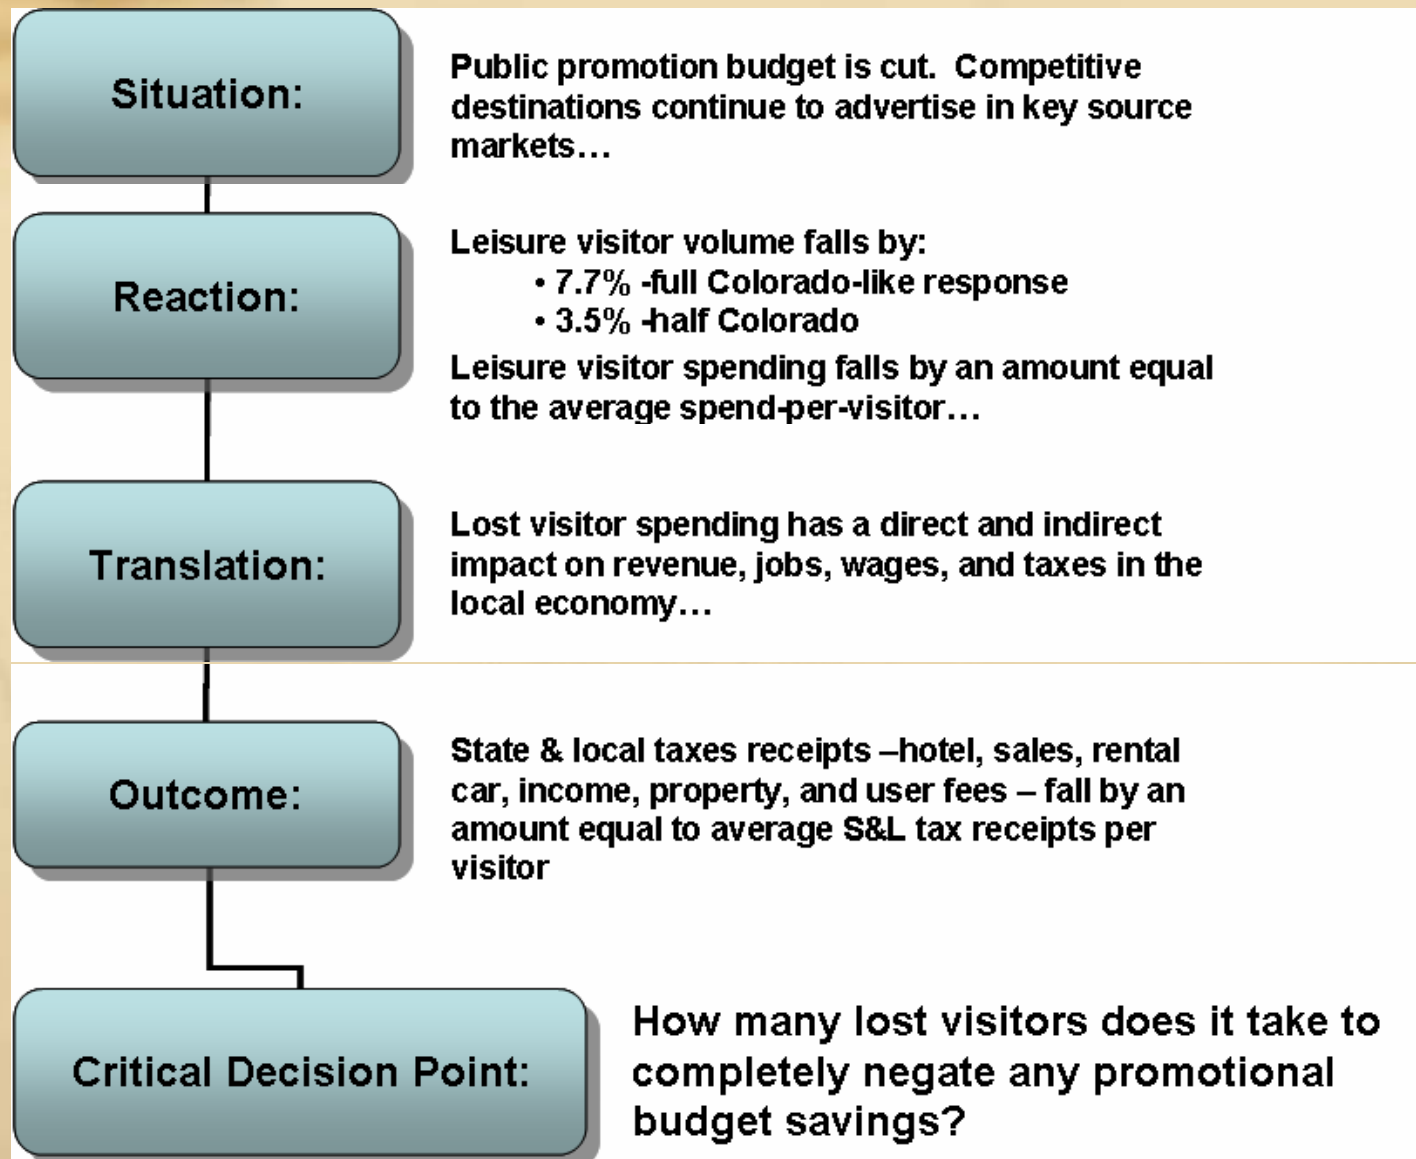 Situation:
Public promotion budget is cut.  Competitive
destinations continue to advertise in key source
markets…
Reaction:
Leisure visitor volume falls by:
• 7.7% -full Colorado-like response
• 3.5% -half Colorado
Leisure visitor spending falls by an amount equal
to the average spend-per-visitor…
Translation:
Lost visitor spending has a direct and indirect
impact on revenue, jobs, wages, and taxes in the
local economy…
Outcome:
State & local taxes receipts –hotel, sales, rental
car, income, property, and user fees – fall by an
amount equal to average S&L tax receipts per
visitor
Critical Decision Point:
How many lost visitors does it take to
completely negate any promotional
budget savings?